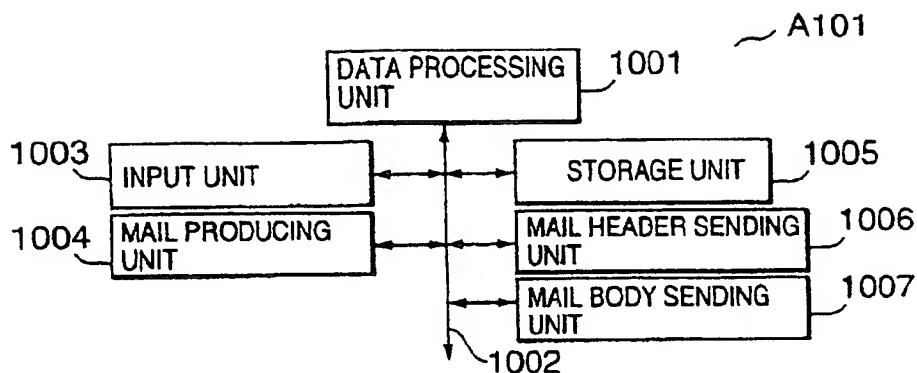 A101
DATA PROCESSING
UNIT
1001
1003
INPUT UNIT
STORAGE UNIT
1005
1004
MAIL PRODUCING
UNIT
MAIL HEADER SENDING
UNIT
1006
MAIL BODY SENDING
UNIT
1007
1002